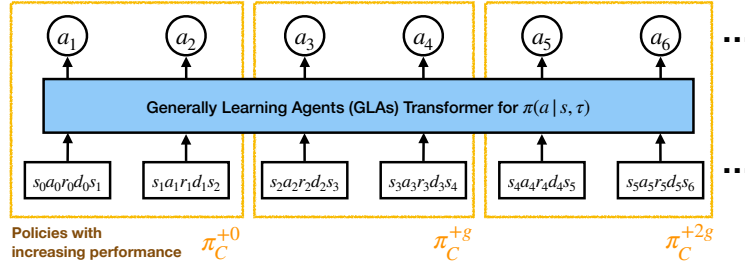 a₁ a₂ a₃ a₄ a₅ a₆ ...
Generally Learning Agents (GLAs) Transformer for π(a | s, τ)
s₀a₀r₀d₀s₁ s₁a₁r₁d₁s₂ s₂a₂r₂d₂s₃ s₃a₃r₃d₃s₄ s₄a₄r₄d₄s₅ s₅a₅r₅d₅s₆ ...
Policies with
increasing performance π_C^{+0} π_C^{+g} π_C^{+2g}